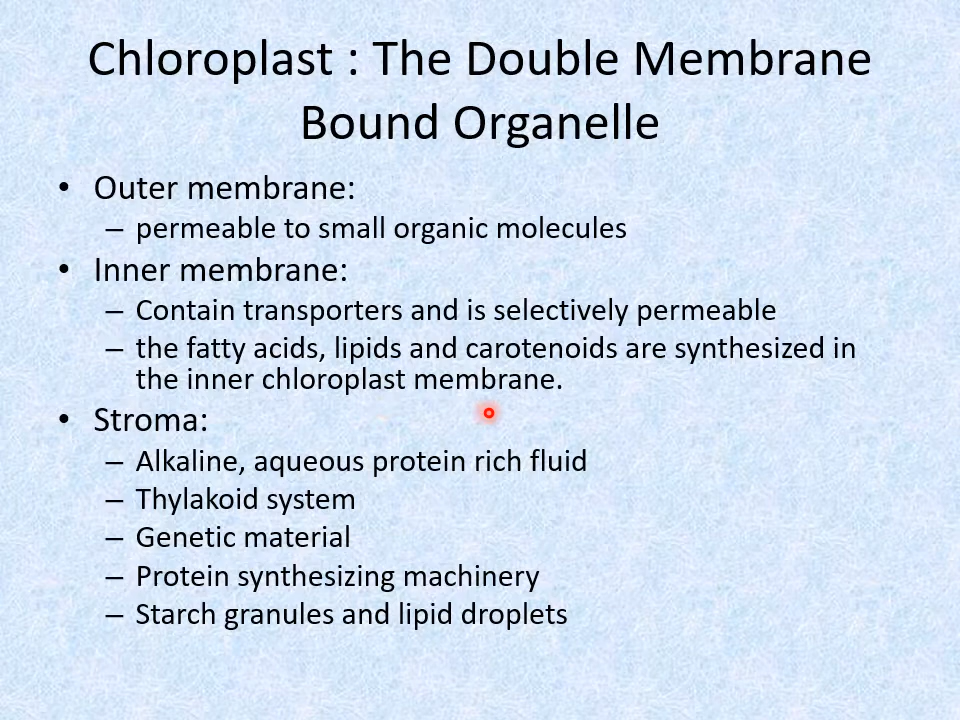 Chloroplast : The Double Membrane
Bound Organelle
• Outer membrane:
– permeable to small organic molecules
• Inner membrane:
– Contain transporters and is selectively permeable
– the fatty acids, lipids and carotenoids are synthesized in
the inner chloroplast membrane.
• Stroma:
– Alkaline, aqueous protein rich fluid
– Thylakoid system
– Genetic material
– Protein synthesizing machinery
– Starch granules and lipid droplets